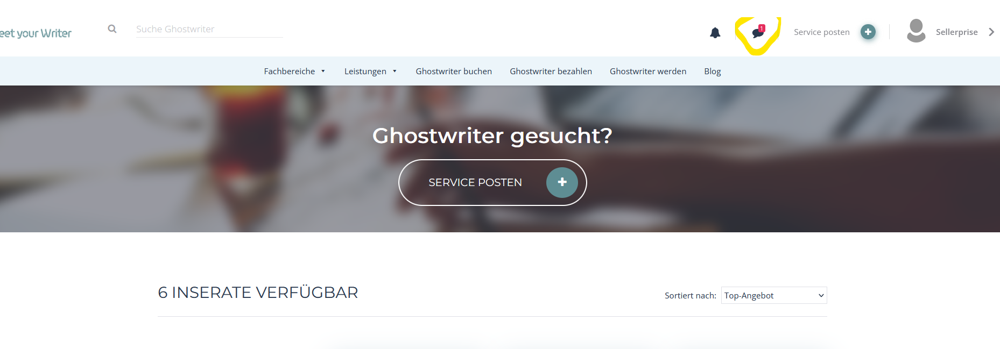 eet your Writer
Suche Ghostwriter
1
Service posten
Sellerprise
Fachbereiche
Leistungen
Ghostwriter buchen
Ghostwriter bezahlen
Ghostwriter werden
Blog
Ghostwriter gesucht?
SERVICE POSTEN
6 INSERATE VERFÜGBAR
Sortiert nach: Top-Angebot